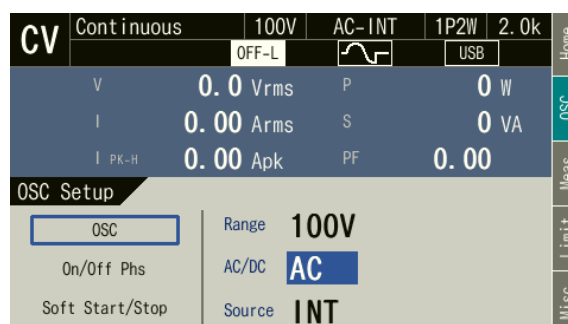 CV Continuous 100V AC-INT 1P2W 2.0k
OFF-L USB
V 0.0 Vrms P 0 W
I 0.00 Arms S 0 VA
I PK-H 0.00 Apk PF 0.00
OSC Setup
OSC Range 100V
On/Off Phs AC/DC AC
Soft Start/Stop Source INT
Home
OSC
Meas
Limit
Misc